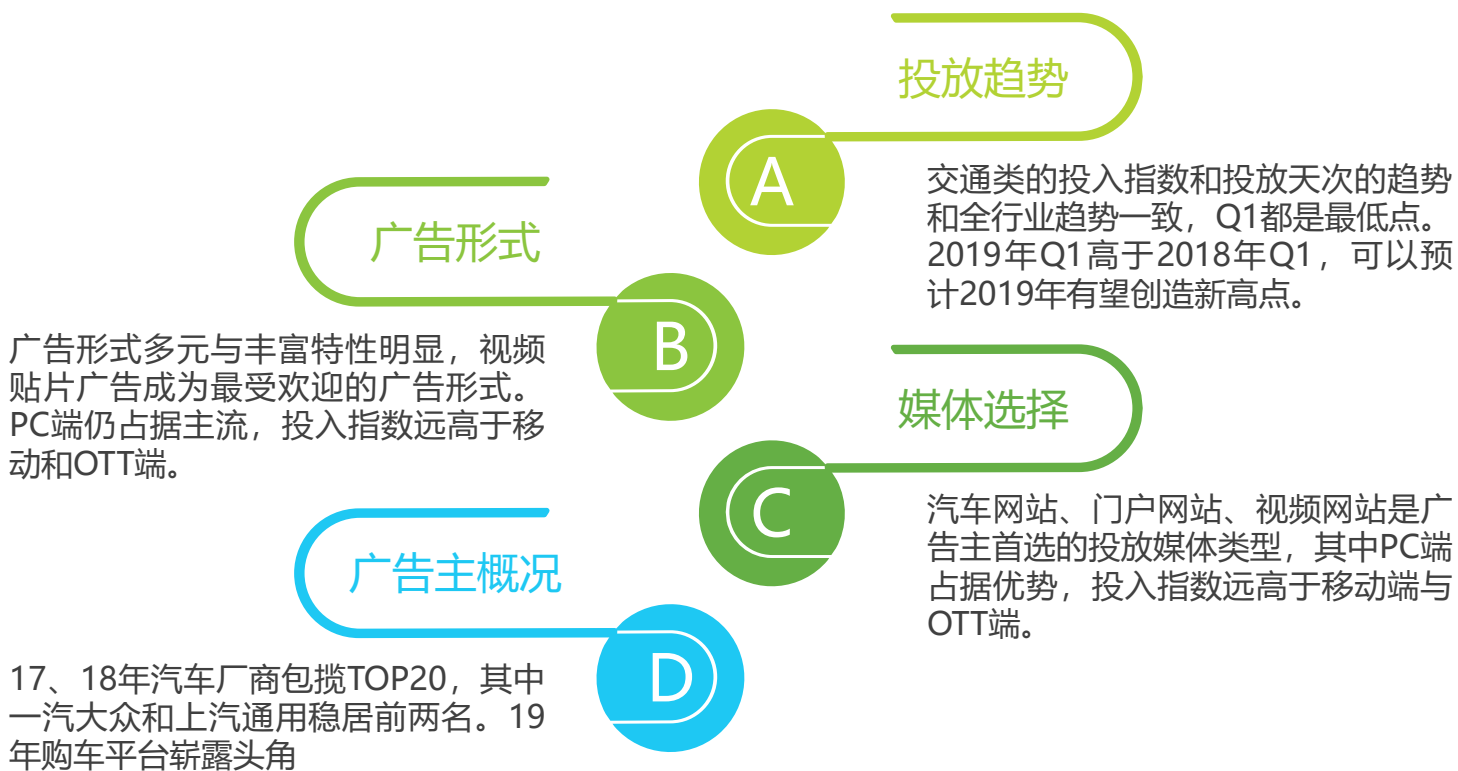 投放趋势
A
交通类的投入指数和投放天次的趋势
和全行业趋势一致，Q1都是最低点。
2019年Q1高于2018年Q1，可以预
计2019年有望创造新高点。
广告形式
B
广告形式多元与丰富特性明显，视频
贴片广告成为最受欢迎的广告形式。
PC端仍占据主流，投入指数远高于移
动和OTT端。
媒体选择
C
汽车网站、门户网站、视频网站是广
告主首选的投放媒体类型，其中PC端
占据优势，投入指数远高于移动端与
OTT端。
广告主概况
D
17、18年汽车厂商包揽TOP20，其中
一汽大众和上汽通用稳居前两名。19
年购车平台崭露头角